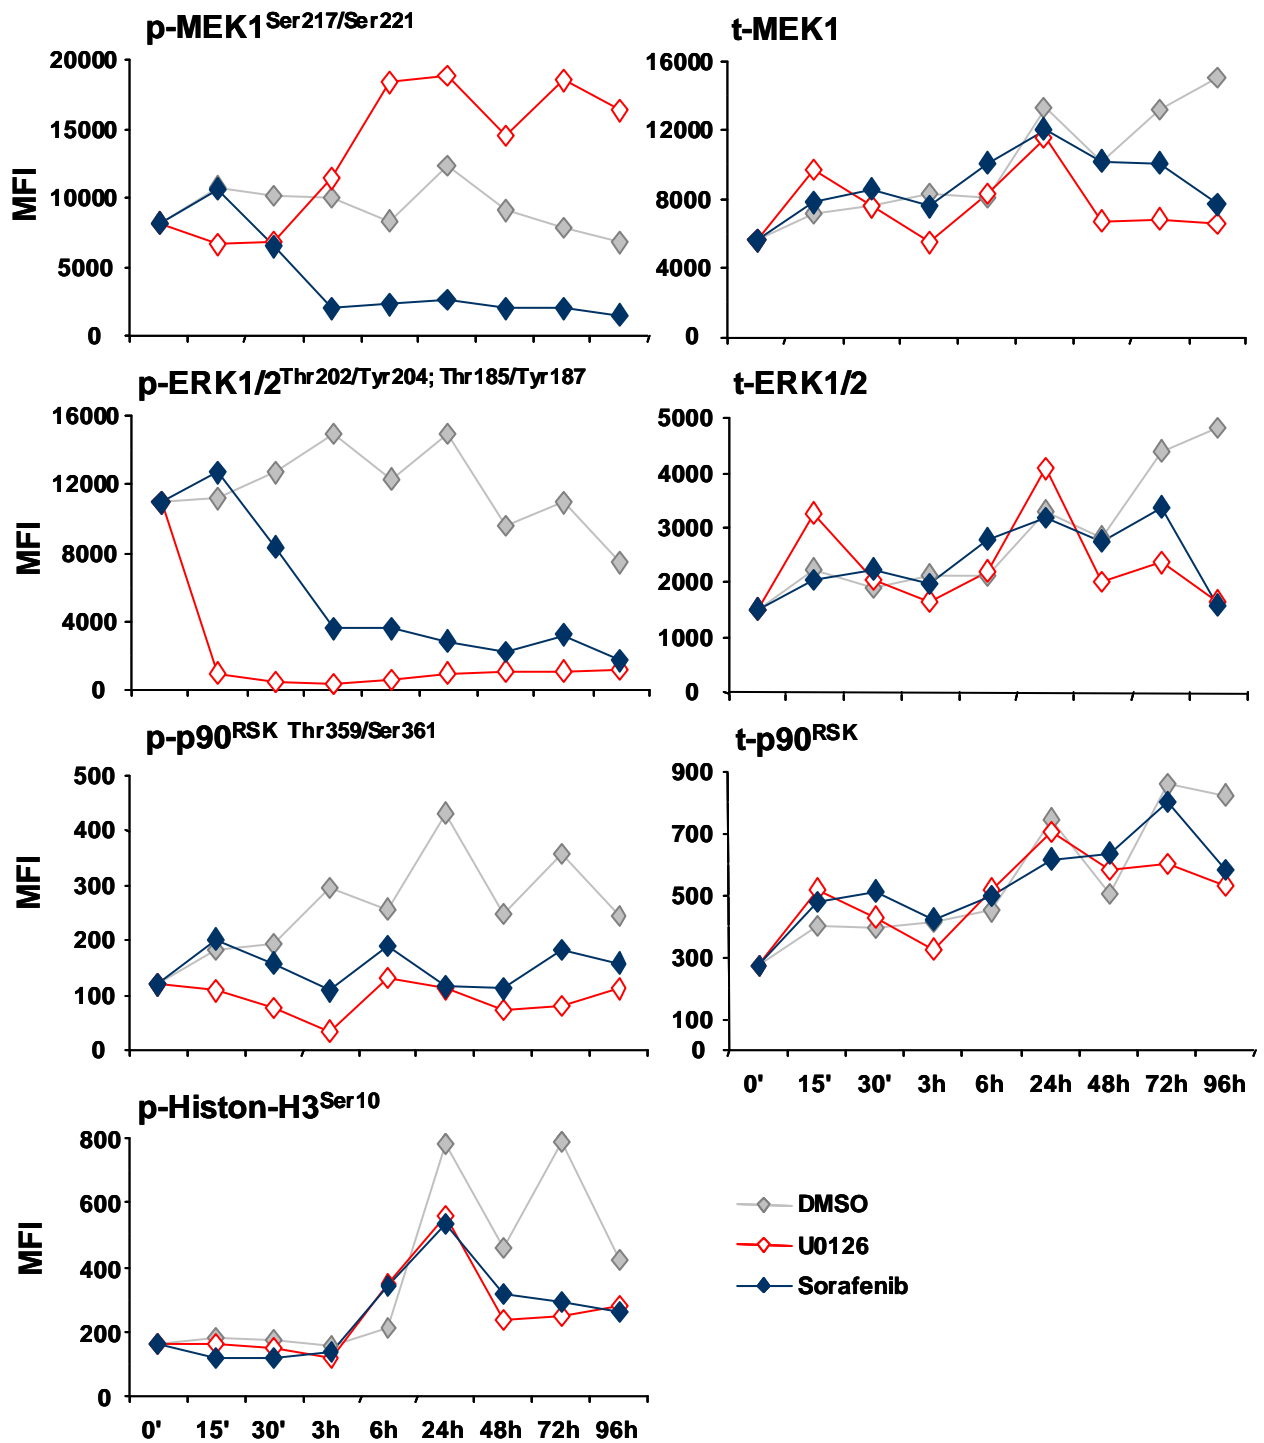 p-MEK1Ser217/Ser221
20000
15000
10000
5000
0
MFI
t-MEK1
16000
12000
8000
4000
0
p-ERK1/2Thr202/Tyr204; Thr185/Tyr187
16000
12000
8000
4000
0
MFI
t-ERK1/2
5000
4000
3000
2000
1000
0
p-p90RSK Thr359/Ser361
500
400
300
200
100
0
MFI
t-p90RSK
900
700
500
300
100
0
0' 15' 30' 3h 6h 24h 48h 72h 96h
p-Histon-H3Ser10
800
600
400
200
0
MFI
0' 15' 30' 3h 6h 24h 48h 72h 96h
DMSO
U0126
Sorafenib